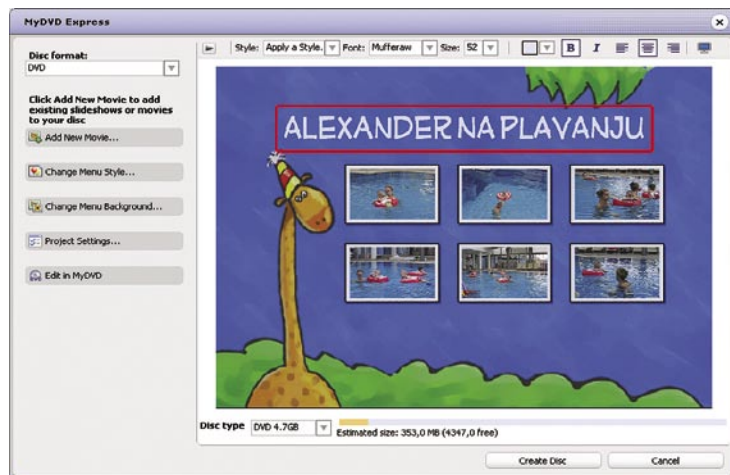 MyDVD Express
Disc format:
DVD
Style: Apply a Style. Font: Mufferaw Size: 52 B I
Click Add New Movie to add
existing slideshows or movies
to your disc
Add New Movie...
Change Menu Style...
Change Menu Background...
Project Settings...
Edit in MyDVD
ALEXANDER NA PLAVANJU
Disc type DVD 4.7GB Estimated size: 353,0 MB (4347,0 free)
Create Disc Cancel